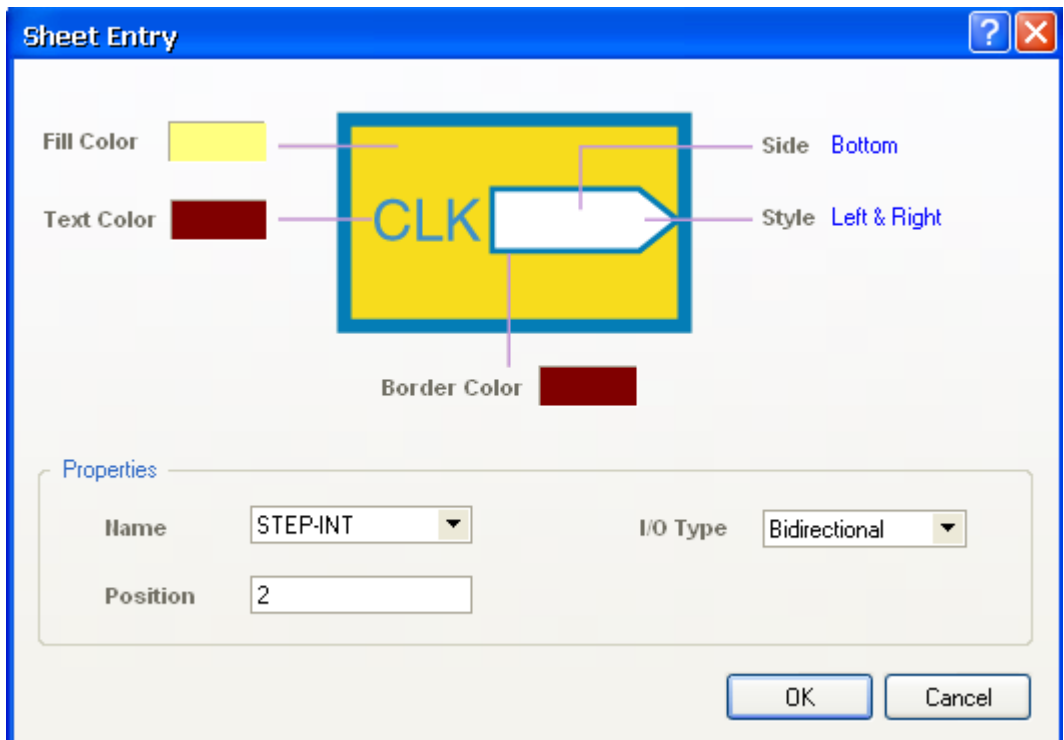 Sheet Entry
Fill Color
Side Bottom
Text Color
CLK
Style Left & Right
Border Color
Properties
Name STEP-INT
I/O Type Bidirectional
Position 2
OK
Cancel